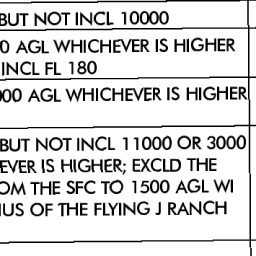 BUT NOT INCL 10000
0 AGL WHICHEVER IS HIGHER
INCL FL 180
000 AGL WHICHEVER IS HIGHER
BUT NOT INCL 11000 OR 3000
EVER IS HIGHER; EXCLD THE
OM THE SFC TO 1500 AGL WI
IUS OF THE FLYING J RANCH